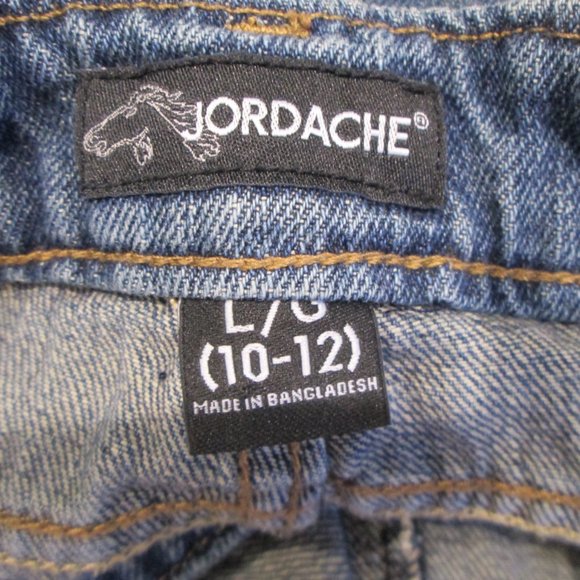 JORDACHE®
L/G
(10-12)
MADE IN BANGLADESH